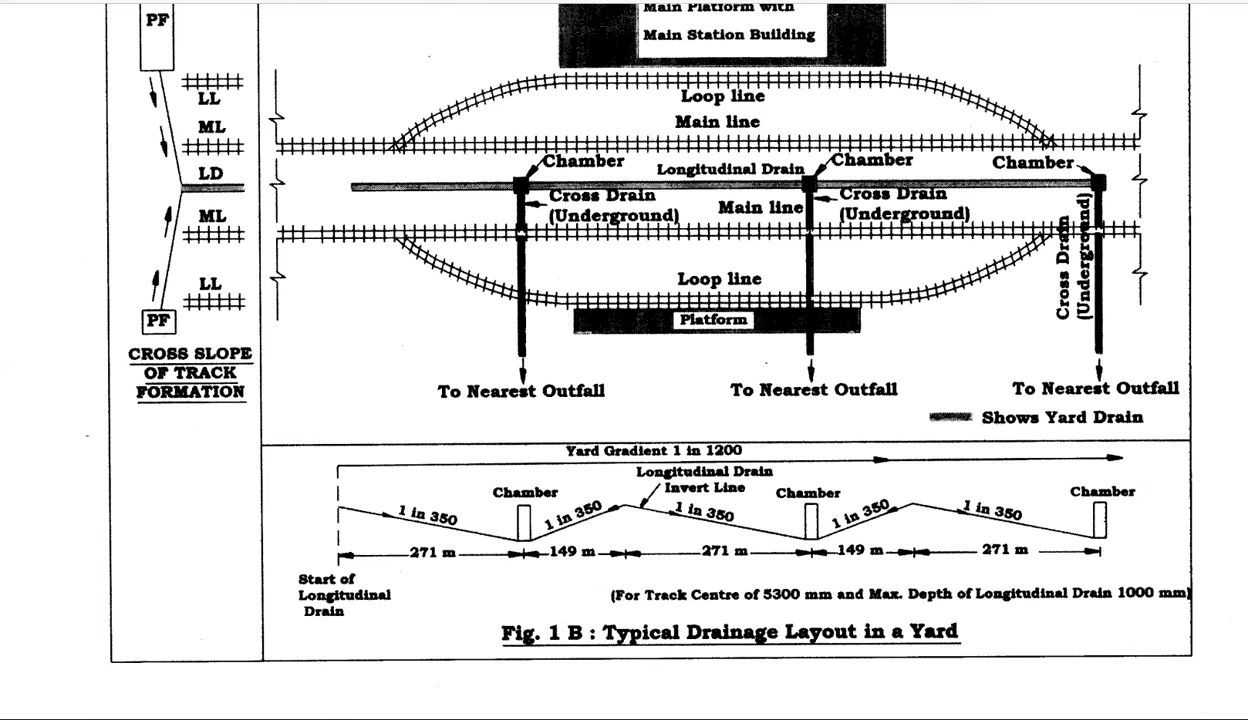 PF
LL
ML
LD
ML
LL
PF
CROSS SLOPE
OF TRACK
FORMATION
Main Platform with
Main Station Building
Loop line
Main line
Chamber
Longitudinal Drain
Chamber
Chamber
Cross Drain
(Underground)
Main line
Cross Drain
(Underground)
Cross Drain
(Underground)
Loop line
Platform
To Nearest Outfall
To Nearest Outfall
To Nearest Outfall
Shows Yard Drain
Yard Gradient 1 in 1200
Longitudinal Drain
Invert Line
Chamber
Chamber
Chamber
1 in 350
1 in 350
1 in 350
1 in 350
1 in 350
271 m
149 m
271 m
149 m
271 m
Start of
Longitudinal
Drain
(For Track Centre of 5300 mm and Max. Depth of Longitudinal Drain 1000 mm)
Fig. 1 B : Typical Drainage Layout in a Yard